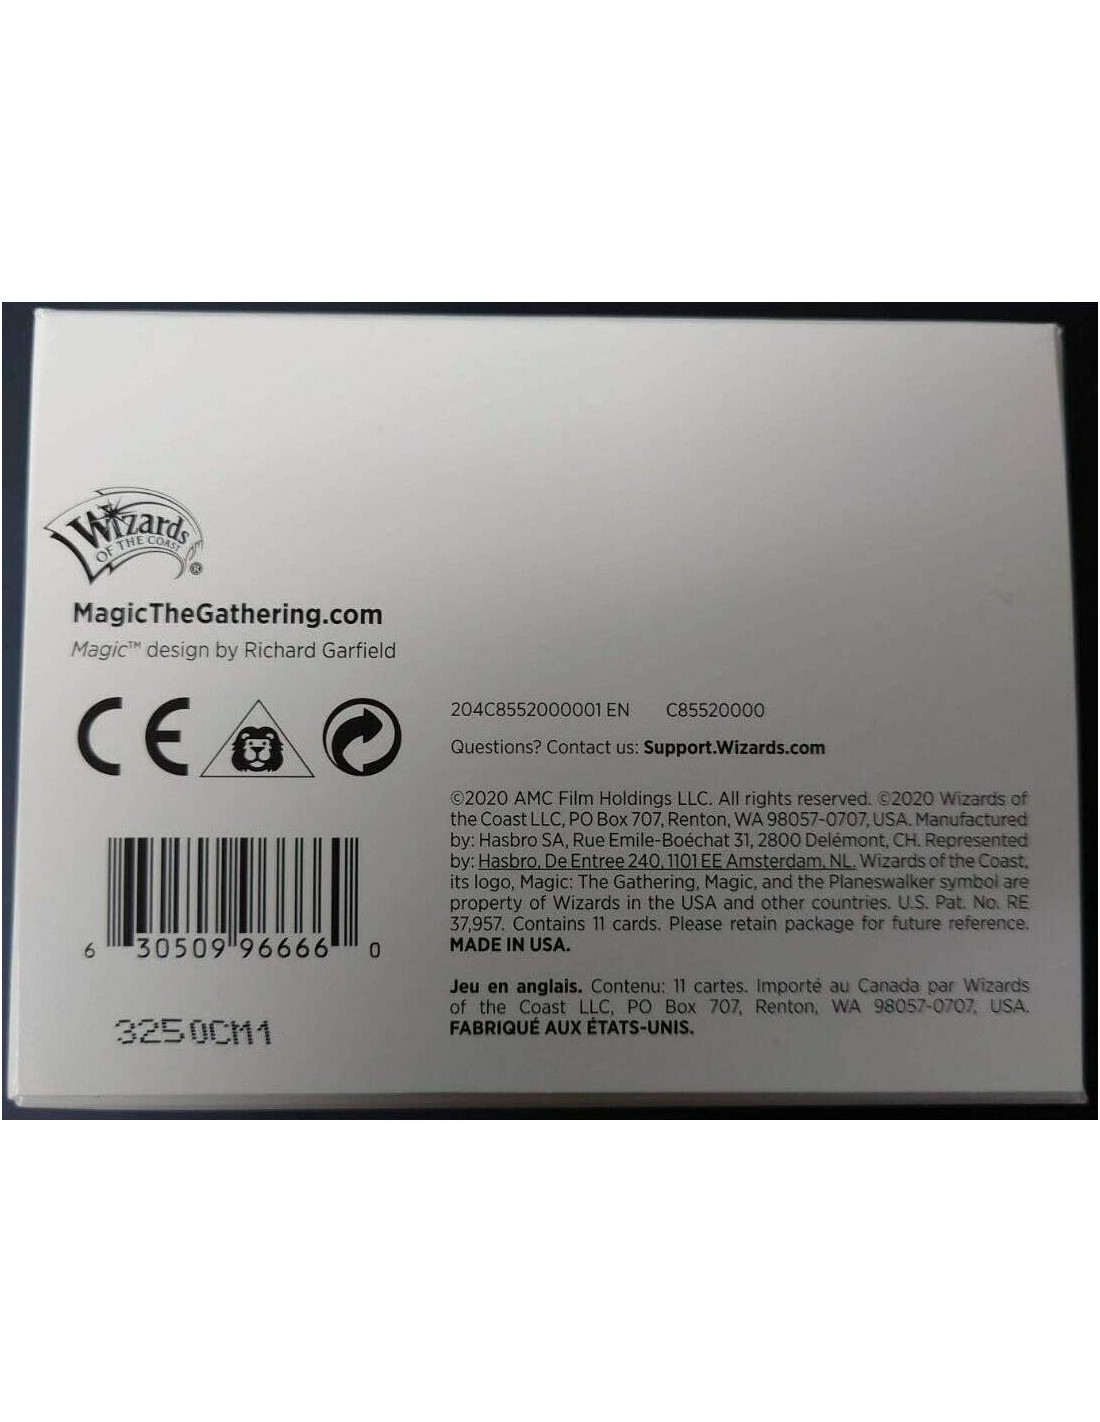 Wizards
OF THE COAST
®
MagicTheGathering.com
Magic™ design by Richard Garfield
CE
204C8552000001 EN C85520000
Questions? Contact us: Support.Wizards.com
©2020 AMC Film Holdings LLC. All rights reserved. ©2020 Wizards of
the Coast LLC, PO Box 707, Renton, WA 98057-0707, USA. Manufactured
by: Hasbro SA, Rue Emile-Boéchat 31, 2800 Delémont, CH. Represented
by: Hasbro, De Entree 240, 1101 EE Amsterdam, NL. Wizards of the Coast,
its logo, Magic: The Gathering, Magic, and the Planeswalker symbol are
property of Wizards in the USA and other countries. U.S. Pat. No. RE
37,957. Contains 11 cards. Please retain package for future reference.
MADE IN USA.
Jeu en anglais. Contenu: 11 cartes. Importé au Canada par Wizards
of the Coast LLC, PO Box 707, Renton, WA 98057-0707, USA.
FABRIQUÉ AUX ÉTATS-UNIS.
6 30509 96666 0
3250CM1